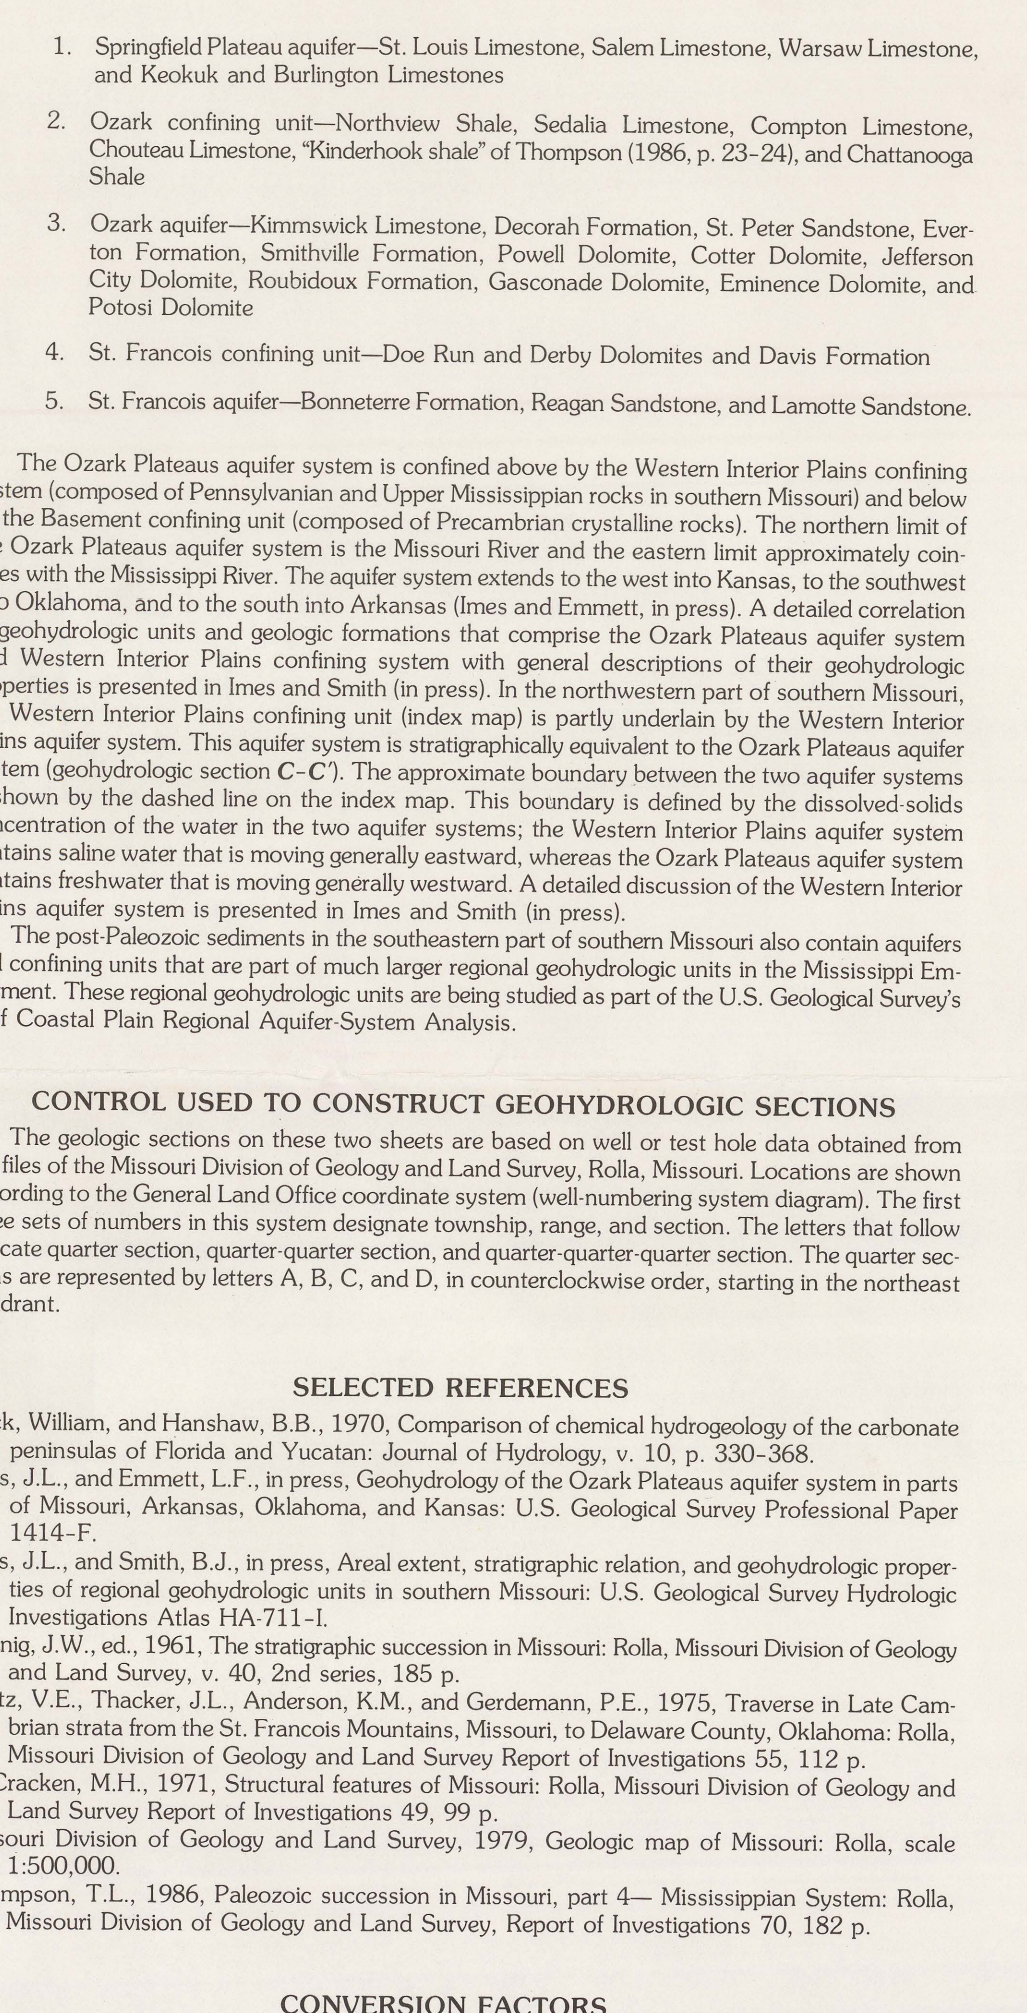 1. Springfield Plateau aquifer—St. Louis Limestone, Salem Limestone, Warsaw Limestone,
and Keokuk and Burlington Limestones
2. Ozark confining unit—Northview Shale, Sedalia Limestone, Compton Limestone,
Chouteau Limestone, “Kinderhook shale” of Thompson (1986, p. 23–24), and Chattanooga
Shale
3. Ozark aquifer—Kimmswick Limestone, Decorah Formation, St. Peter Sandstone, Ever-
ton Formation, Smithville Formation, Powell Dolomite, Cotter Dolomite, Jefferson
City Dolomite, Roubidoux Formation, Gasconade Dolomite, Eminence Dolomite, and
Potosi Dolomite
4. St. Francois confining unit—Doe Run and Derby Dolomites and Davis Formation
5. St. Francois aquifer—Bonneterre Formation, Reagan Sandstone, and Lamotte Sandstone.
The Ozark Plateaus aquifer system is confined above by the Western Interior Plains confining
stem (composed of Pennsylvanian and Upper Mississippian rocks in southern Missouri) and below
the Basement confining unit (composed of Precambrian crystalline rocks). The northern limit of
e Ozark Plateaus aquifer system is the Missouri River and the eastern limit approximately coin-
es with the Mississippi River. The aquifer system extends to the west into Kansas, to the southwest
o Oklahoma, and to the south into Arkansas (Imes and Emmett, in press). A detailed correlation
geohydrologic units and geologic formations that comprise the Ozark Plateaus aquifer system
d Western Interior Plains confining system with general descriptions of their geohydrologic
perties is presented in Imes and Smith (in press). In the northwestern part of southern Missouri,
Western Interior Plains confining unit (index map) is partly underlain by the Western Interior
ins aquifer system. This aquifer system is stratigraphically equivalent to the Ozark Plateaus aquifer
tem (geohydrologic section C–C′). The approximate boundary between the two aquifer systems
shown by the dashed line on the index map. This boundary is defined by the dissolved-solids
ncentration of the water in the two aquifer systems; the Western Interior Plains aquifer system
tains saline water that is moving generally eastward, whereas the Ozark Plateaus aquifer system
tains freshwater that is moving generally westward. A detailed discussion of the Western Interior
ins aquifer system is presented in Imes and Smith (in press).
The post-Paleozoic sediments in the southeastern part of southern Missouri also contain aquifers
d confining units that are part of much larger regional geohydrologic units in the Mississippi Em-
ment. These regional geohydrologic units are being studied as part of the U.S. Geological Survey’s
f Coastal Plain Regional Aquifer-System Analysis.
CONTROL USED TO CONSTRUCT GEOHYDROLOGIC SECTIONS
The geologic sections on these two sheets are based on well or test hole data obtained from
files of the Missouri Division of Geology and Land Survey, Rolla, Missouri. Locations are shown
ording to the General Land Office coordinate system (well-numbering system diagram). The first
ee sets of numbers in this system designate township, range, and section. The letters that follow
cate quarter section, quarter-quarter section, and quarter-quarter-quarter section. The quarter sec-
s are represented by letters A, B, C, and D, in counterclockwise order, starting in the northeast
drant.
SELECTED REFERENCES
ck, William, and Hanshaw, B.B., 1970, Comparison of chemical hydrogeology of the carbonate
peninsulas of Florida and Yucatan: Journal of Hydrology, v. 10, p. 330–368.
s, J.L., and Emmett, L.F., in press, Geohydrology of the Ozark Plateaus aquifer system in parts
of Missouri, Arkansas, Oklahoma, and Kansas: U.S. Geological Survey Professional Paper
1414–F.
s, J.L., and Smith, B.J., in press, Areal extent, stratigraphic relation, and geohydrologic proper-
ties of regional geohydrologic units in southern Missouri: U.S. Geological Survey Hydrologic
Investigations Atlas HA-711–I.
nig, J.W., ed., 1961, The stratigraphic succession in Missouri: Rolla, Missouri Division of Geology
and Land Survey, v. 40, 2nd series, 185 p.
tz, V.E., Thacker, J.L., Anderson, K.M., and Gerdemann, P.E., 1975, Traverse in Late Cam-
brian strata from the St. Francois Mountains, Missouri, to Delaware County, Oklahoma: Rolla,
Missouri Division of Geology and Land Survey Report of Investigations 55, 112 p.
Cracken, M.H., 1971, Structural features of Missouri: Rolla, Missouri Division of Geology and
Land Survey Report of Investigations 49, 99 p.
souri Division of Geology and Land Survey, 1979, Geologic map of Missouri: Rolla, scale
1:500,000.
mpson, T.L., 1986, Paleozoic succession in Missouri, part 4— Mississippian System: Rolla,
Missouri Division of Geology and Land Survey, Report of Investigations 70, 182 p.
CONVERSION FACTORS